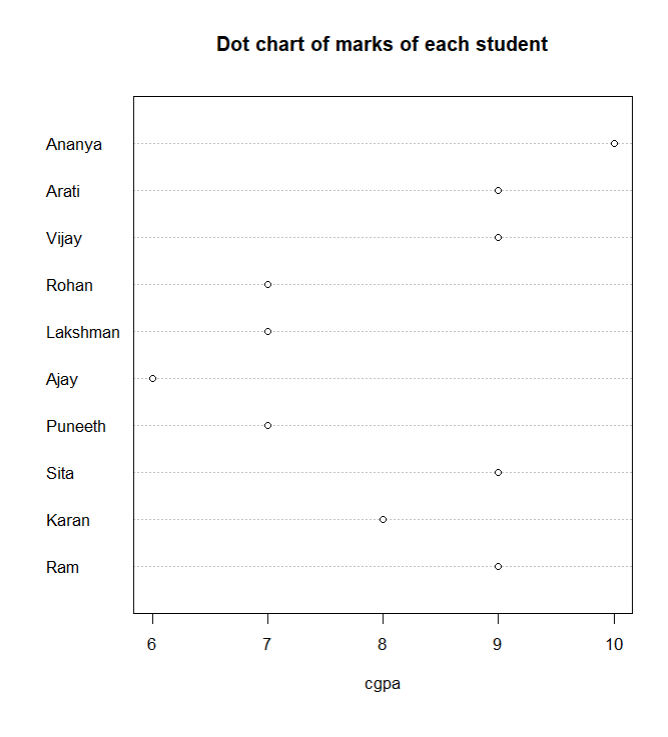 Dot chart of marks of each student
Ananya
Arati
Vijay
Rohan
Lakshman
Ajay
Puneeth
Sita
Karan
Ram
6 7 8 9 10
cgpa